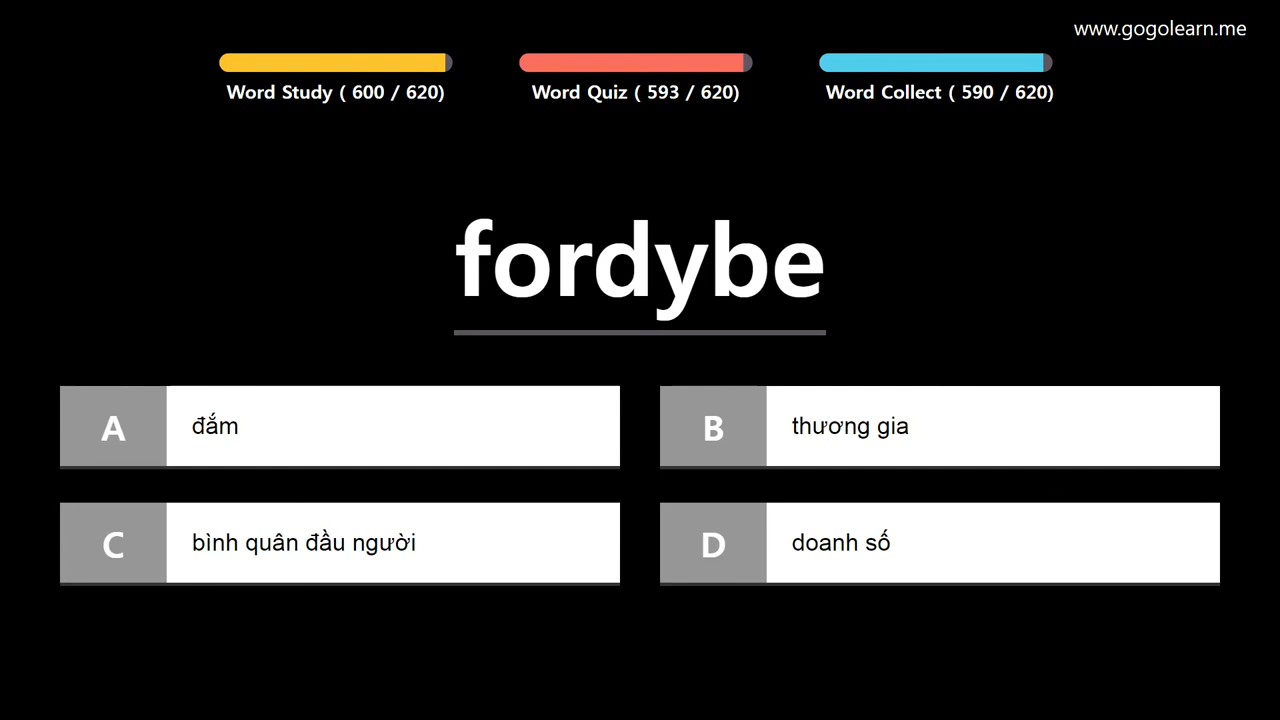 www.gogolearn.me
Word Study ( 600 / 620)
Word Quiz ( 593 / 620)
Word Collect ( 590 / 620)
fordybe
A đắm
B thương gia
C bình quân đầu người
D doanh số